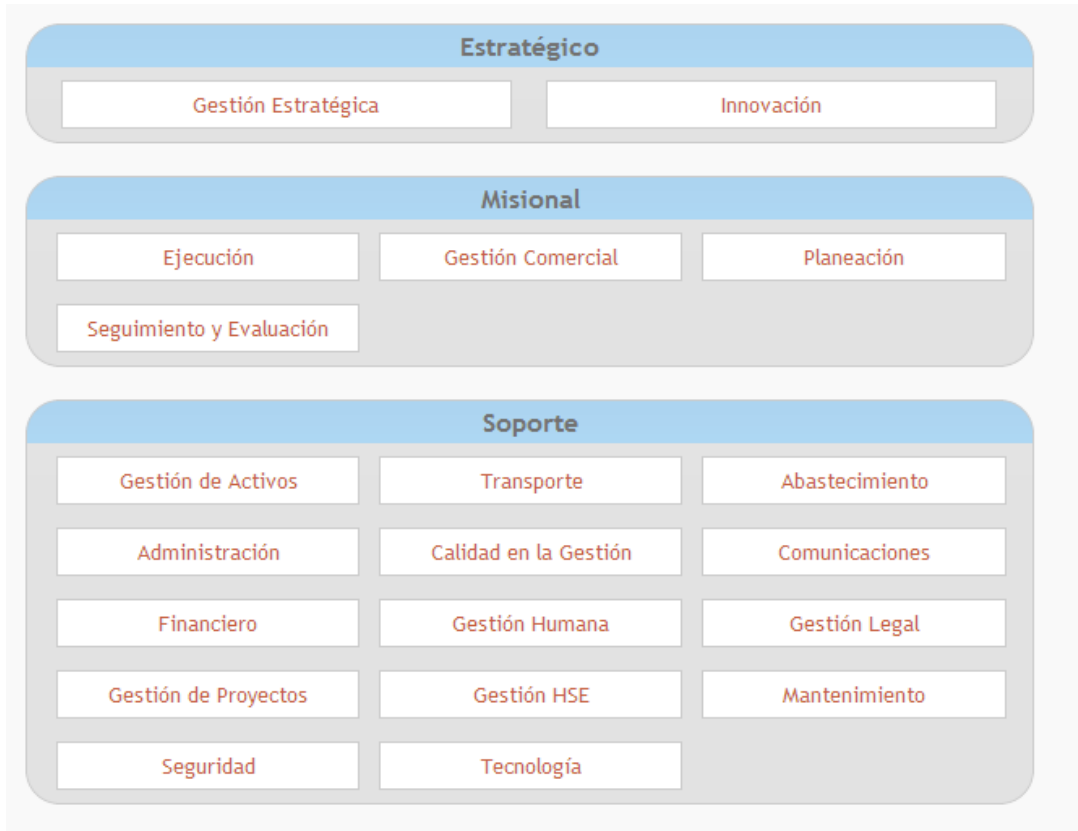 Estratégico
Gestión Estratégica
Innovación
Misional
Ejecución
Gestión Comercial
Planeación
Seguimiento y Evaluación
Soporte
Gestión de Activos
Transporte
Abastecimiento
Administración
Calidad en la Gestión
Comunicaciones
Financiero
Gestión Humana
Gestión Legal
Gestión de Proyectos
Gestión HSE
Mantenimiento
Seguridad
Tecnología